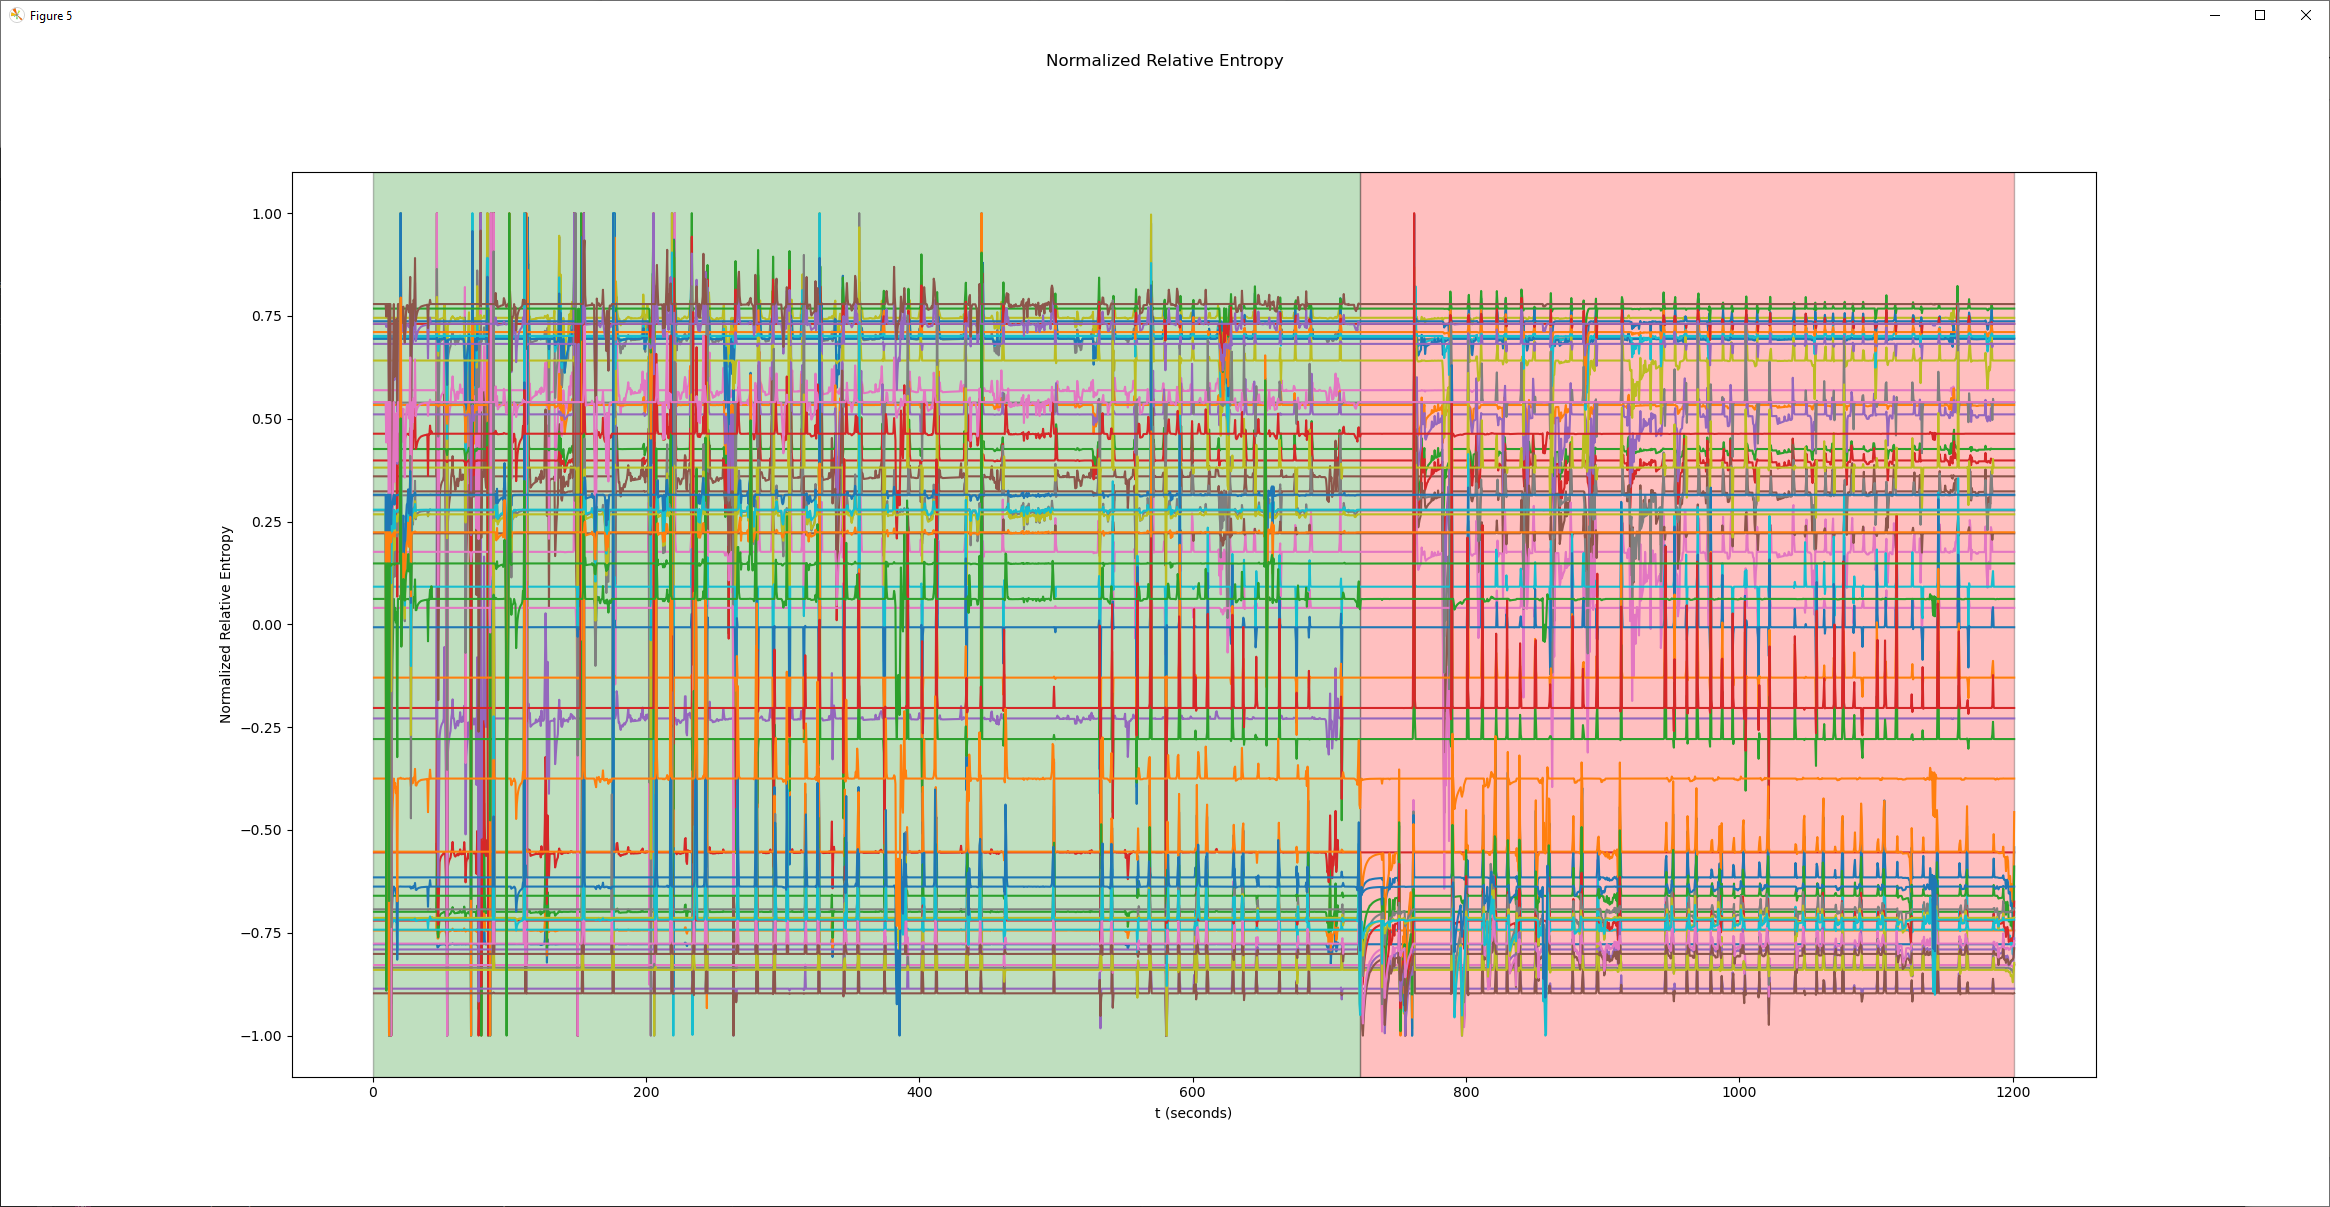 Figure 5
Normalized Relative Entropy
1.00
0.75
0.50
0.25
0.00
−0.25
−0.50
−0.75
−1.00
Normalized Relative Entropy
0 200 400 600 800 1000 1200
t (seconds)